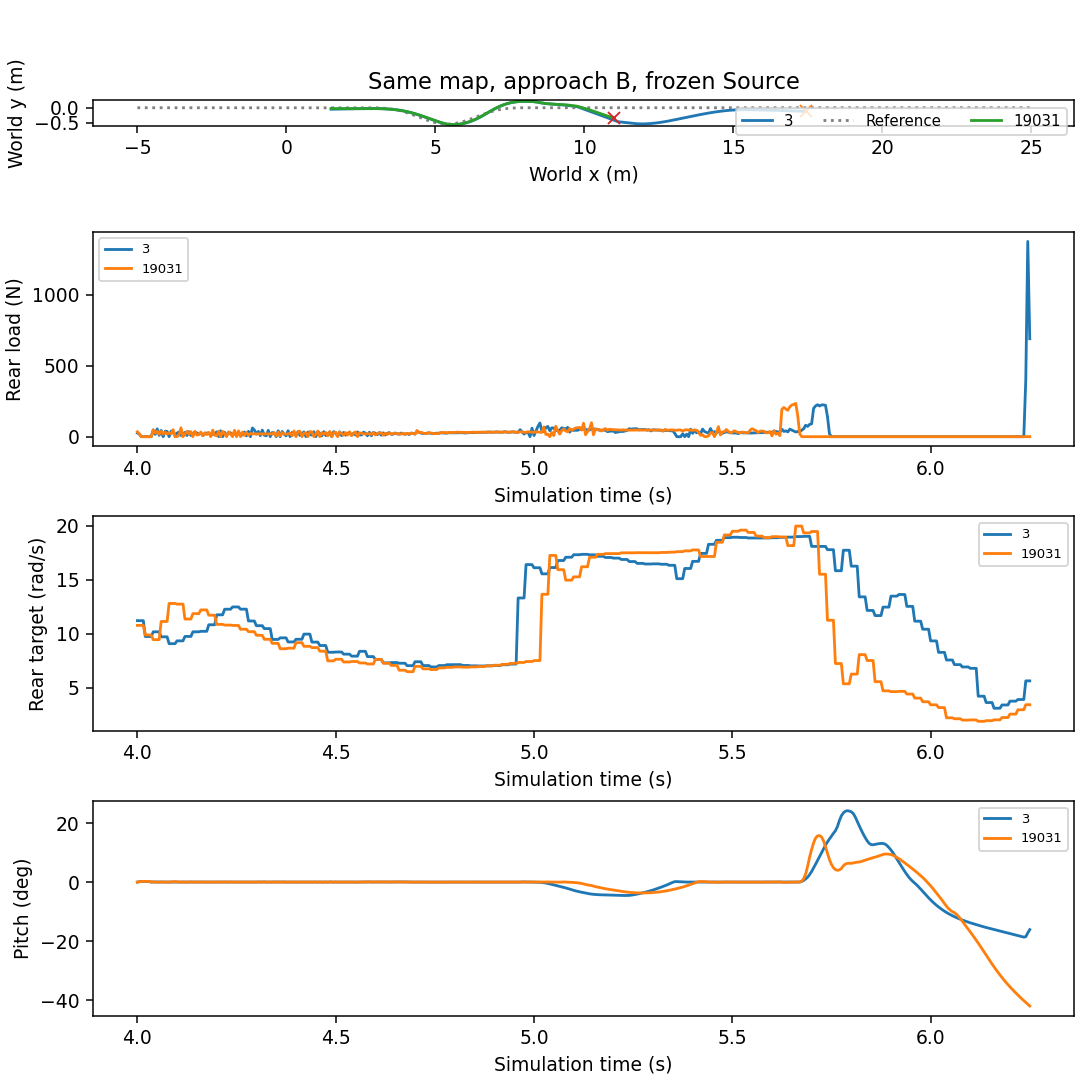 Same map, approach B, frozen Source
World y (m)
0.0
−0.5
3 Reference 19031
−5 0 5 10 15 20 25
World x (m)
Rear load (N)
3
19031
1000
500
0
4.0 4.5 5.0 5.5 6.0
Simulation time (s)
Rear target (rad/s)
3
19031
20
15
10
5
4.0 4.5 5.0 5.5 6.0
Simulation time (s)
Pitch (deg)
3
19031
20
0
−20
−40
4.0 4.5 5.0 5.5 6.0
Simulation time (s)